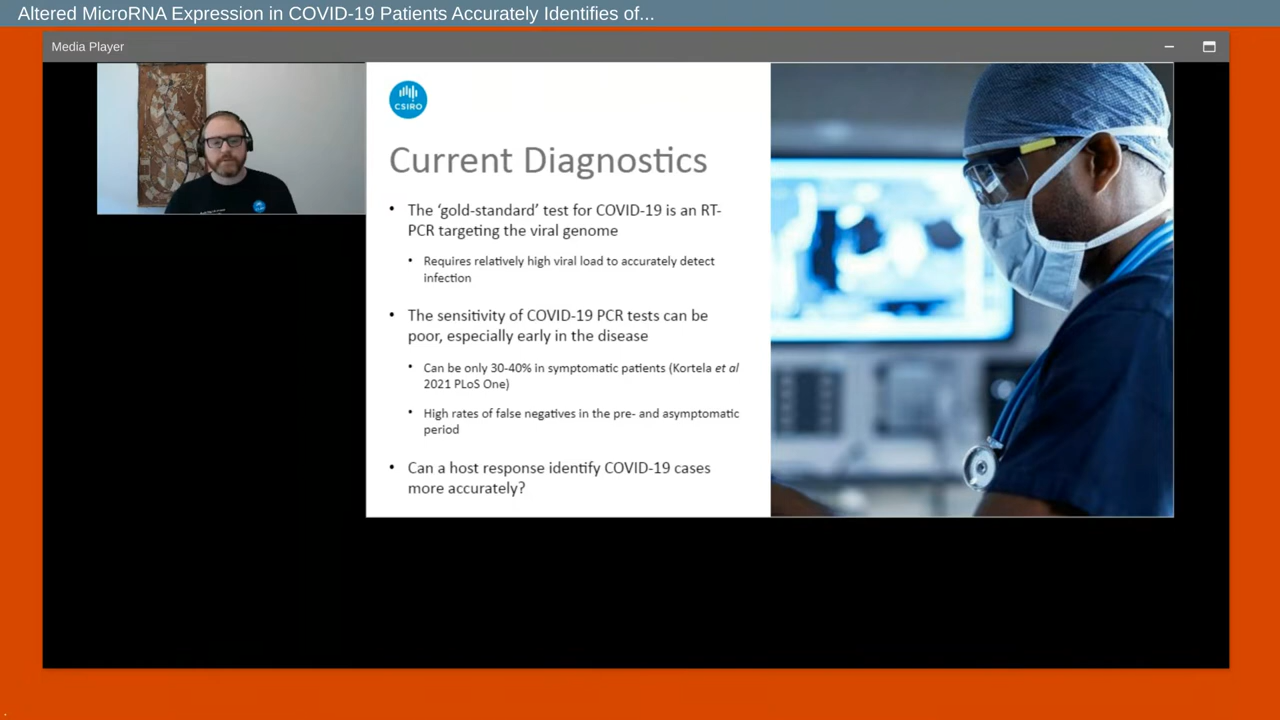 Altered MicroRNA Expression in COVID-19 Patients Accurately Identifies of...
Media Player
CSIRO
Current Diagnostics
• The ‘gold-standard’ test for COVID-19 is an RT-
PCR targeting the viral genome
• Requires relatively high viral load to accurately detect
infection
• The sensitivity of COVID-19 PCR tests can be
poor, especially early in the disease
• Can be only 30-40% in symptomatic patients (Kortela et al
2021 PLoS One)
• High rates of false negatives in the pre- and asymptomatic
period
• Can a host response identify COVID-19 cases
more accurately?